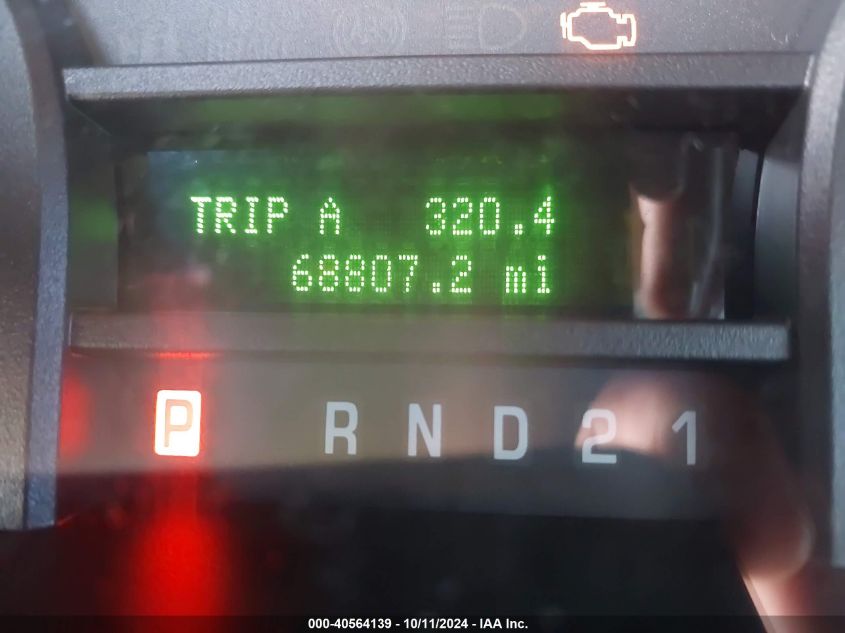 TRIP A 320.4
68807.2 mi
P R N D 2 1
000-40564139 - 10/11/2024 - IAA Inc.